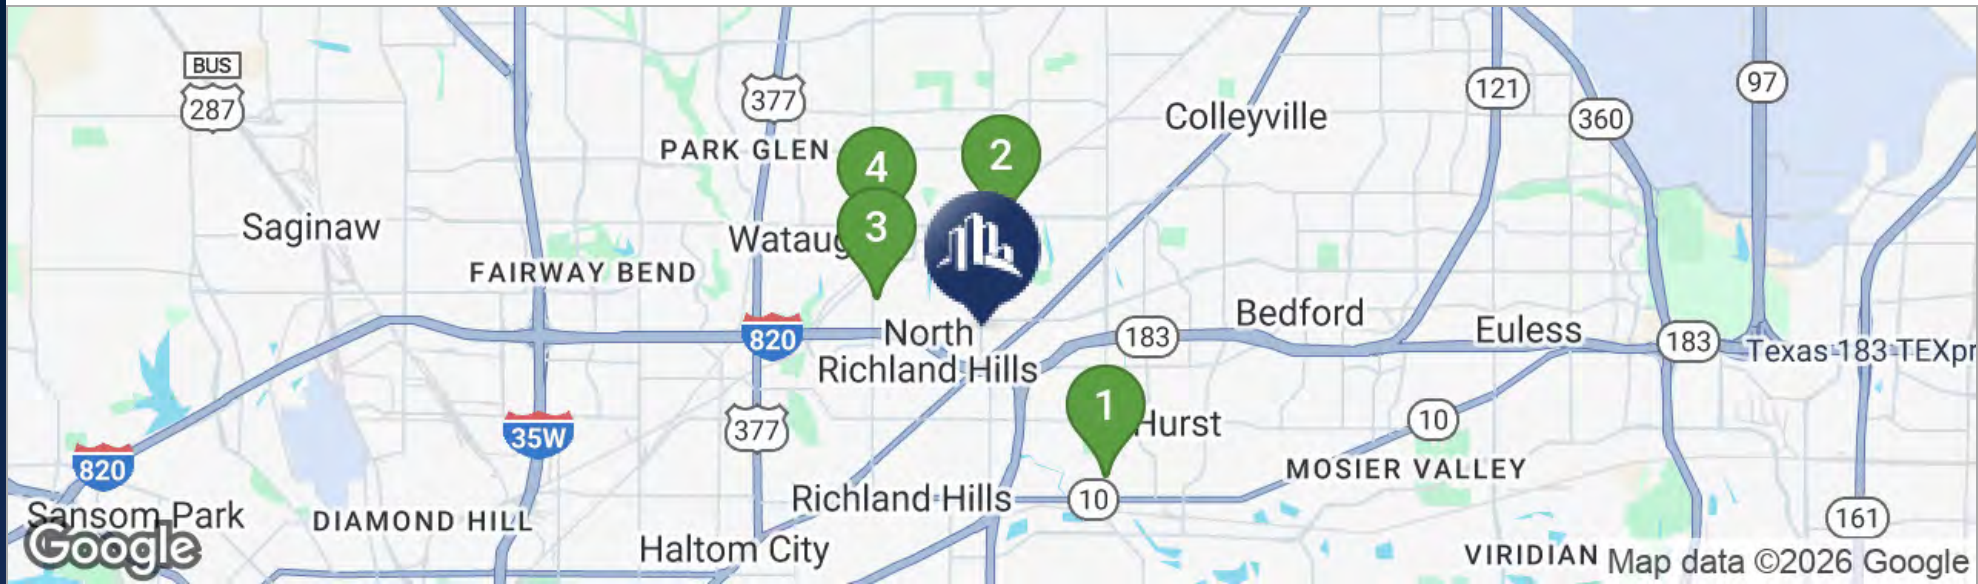 BUS
287
377
121
97
360
Colleyville
PARK GLEN
4
2
Saginaw
3
Wataug
FAIRWAY BEND
820
North
Richland Hills
183
Bedford
Euless
183
Texas 183 TEXpr
1
Hurst
10
377
35W
820
MOSIER VALLEY
Richland Hills
10
Sansom Park
DIAMOND HILL
161
Haltom City
VIRIDIAN
Google
Map data ©2026 Google